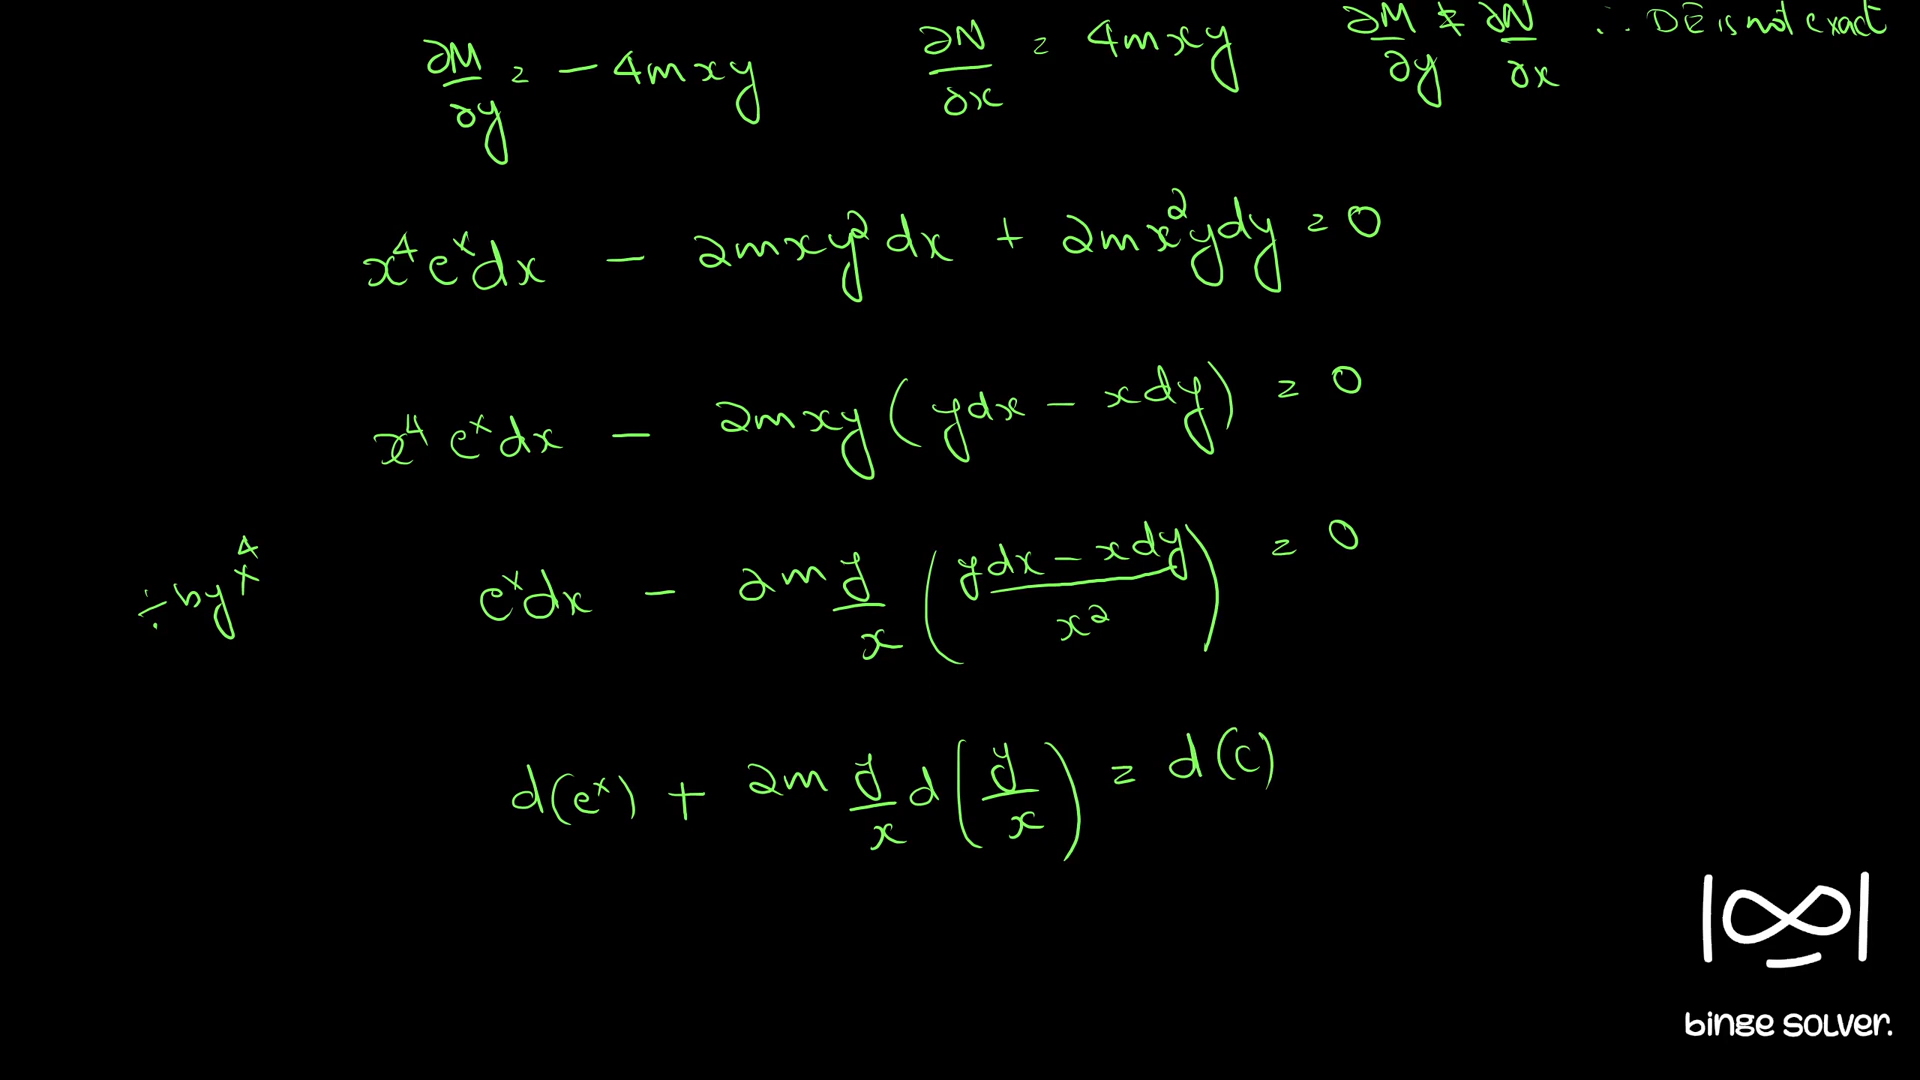 ∂M/∂y = − 4mxy    ∂N/∂x = 4mxy    ∂M/∂y ≠ ∂N/∂x ∴ DE is not exact
x⁴eˣdx − 2mxy²dx + 2mx²ydy = 0
x⁴eˣdx − 2mxy(ydx − xdy) = 0
÷ by x⁴    eˣdx − 2m y/x ((ydx − xdy)/x²) = 0
d(eˣ) + 2m y/x d(y/x) = d(c)
binge solver.